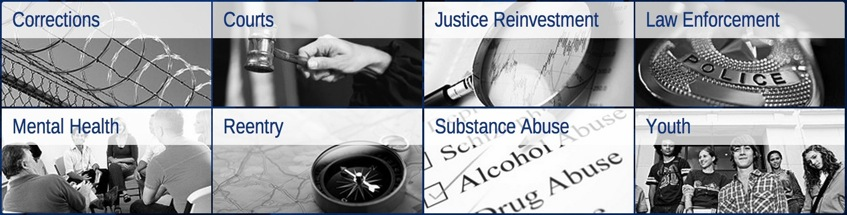 Corrections
Courts
Justice Reinvestment
Law Enforcement
POLICE
Mental Health
Reentry
Substance Abuse
Youth
Alcohol Abuse
Drug Abuse